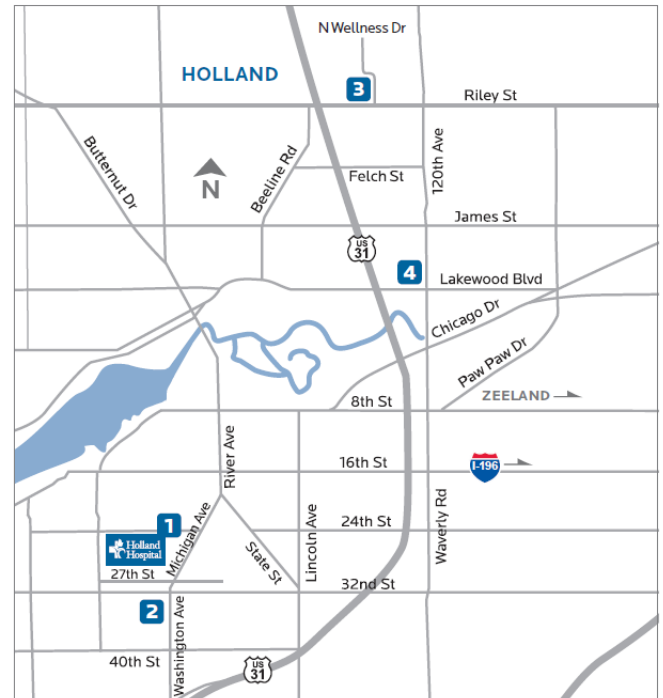 N Wellness Dr
HOLLAND
3
Riley St
Butternut Dr
N
Beeline Rd
Felch St
120th Ave
James St
US
31
4
Lakewood Blvd
Chicago Dr
Paw Paw Dr
ZEELAND
8th St
River Ave
16th St
I-196
1
Holland
Hospital
Michigan Ave
State St
Lincoln Ave
24th St
Waverly Rd
27th St
32nd St
2
Washington Ave
40th St
US
31